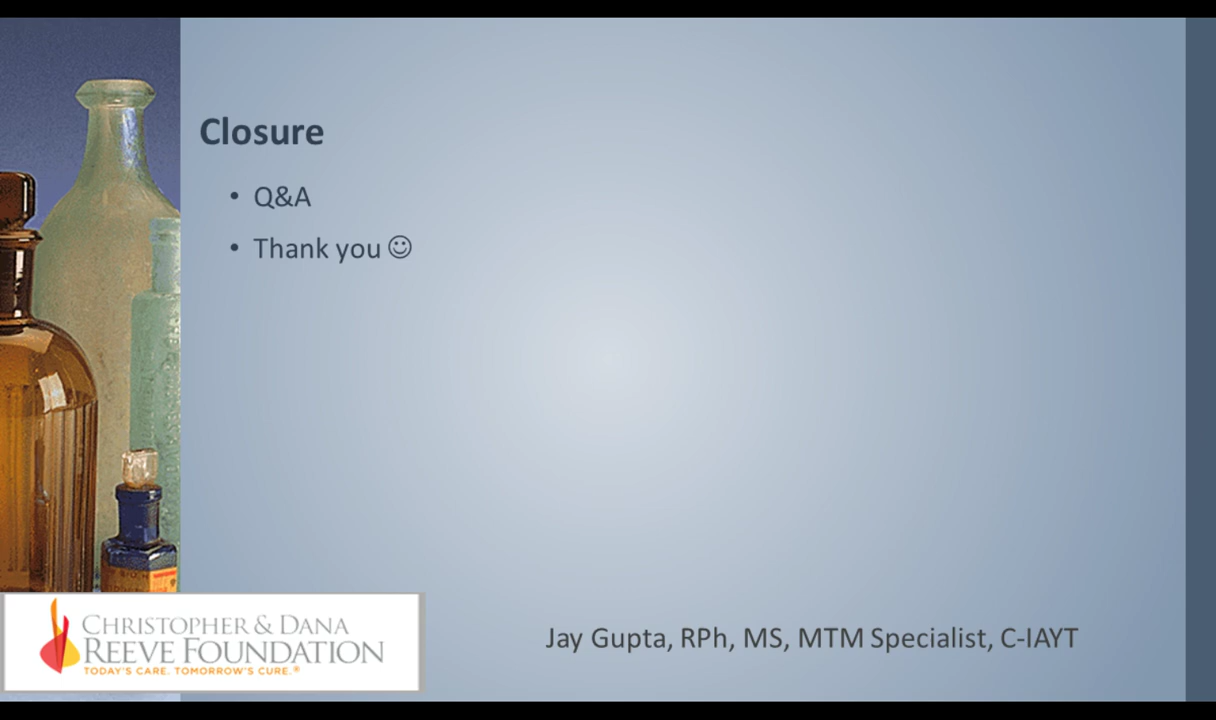 Closure
• Q&A
• Thank you ☺
CHRISTOPHER & DANA
REEVE FOUNDATION
TODAY'S CARE. TOMORROW'S CURE.®
Jay Gupta, RPh, MS, MTM Specialist, C-IAYT